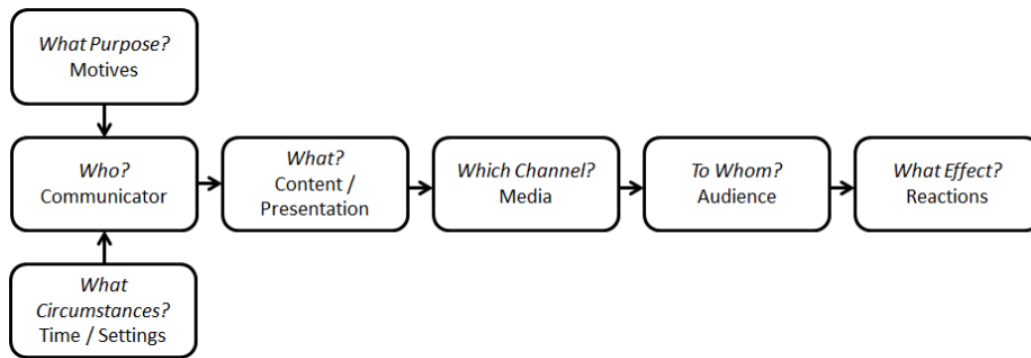 What Purpose?
Motives
Who?
Communicator
What?
Content /
Presentation
Which Channel?
Media
To Whom?
Audience
What Effect?
Reactions
What
Circumstances?
Time / Settings